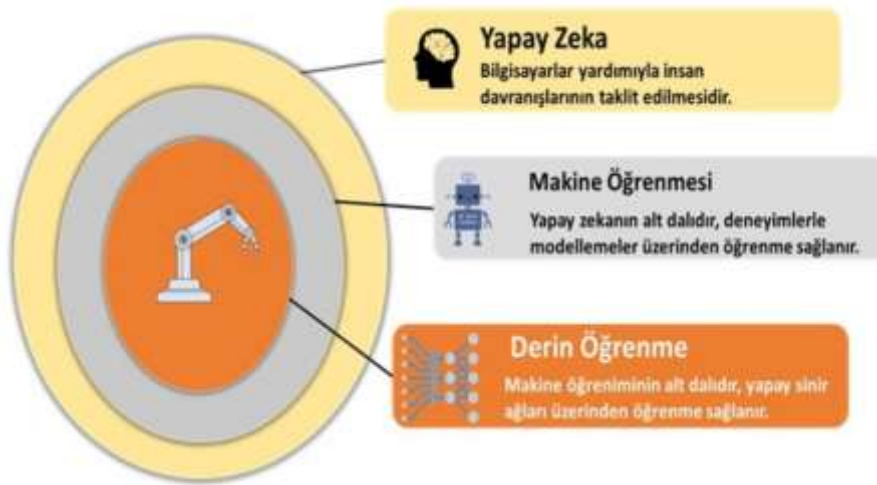 Yapay Zeka
Bilgisayarlar yardımıyla insan
davranışlarının taklit edilmesidir.
Makine Öğrenmesi
Yapay zekanın alt dalıdır, deneyimlerle
modellemeler üzerinden öğrenme sağlanır.
Derin Öğrenme
Makine öğreniminin alt dalıdır, yapay sinir
ağları üzerinden öğrenme sağlanır.